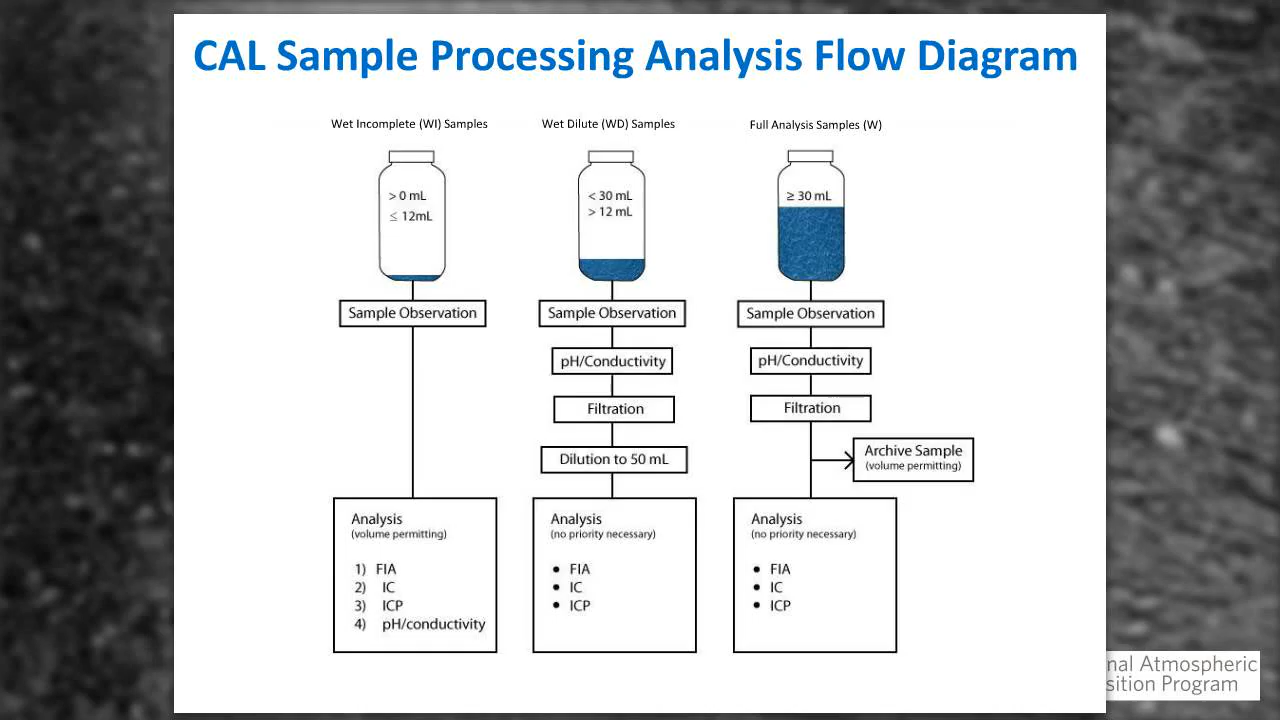 CAL Sample Processing Analysis Flow Diagram
Wet Incomplete (WI) Samples
> 0 mL
≤ 12mL
Sample Observation
Analysis
(volume permitting)
1) FIA
2) IC
3) ICP
4) pH/conductivity
Wet Dilute (WD) Samples
< 30 mL
> 12 mL
Sample Observation
pH/Conductivity
Filtration
Dilution to 50 mL
Analysis
(no priority necessary)
• FIA
• IC
• ICP
Full Analysis Samples (W)
≥ 30 mL
Sample Observation
pH/Conductivity
Filtration
Archive Sample
(volume permitting)
Analysis
(no priority necessary)
• FIA
• IC
• ICP
nal Atmospheric
sition Program